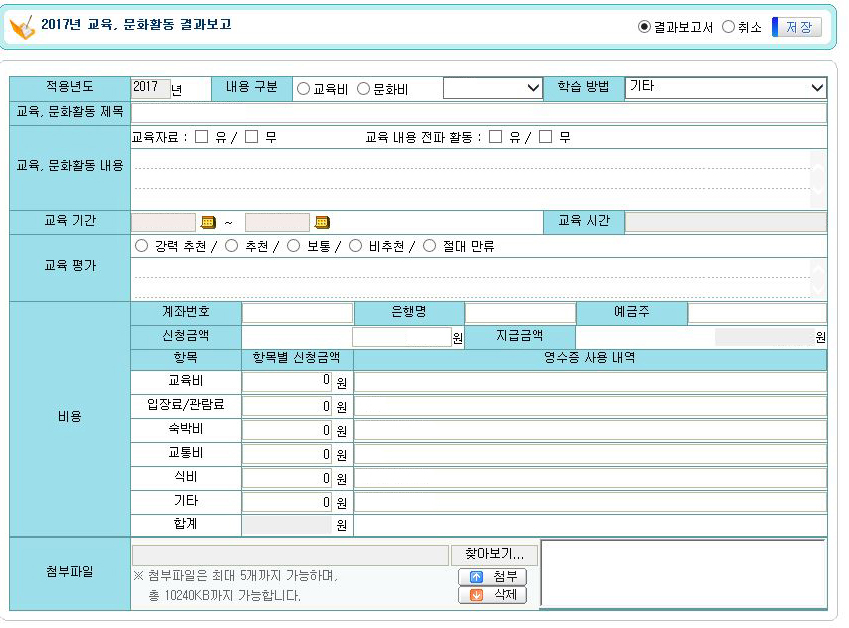 2017년 교육, 문화활동 결과보고
결과보고서 취소 저장
적용년도 2017 년 내용 구분 교육비 문화비 학습 방법 기타
교육, 문화활동 제목
교육, 문화활동 내용
교육자료 : 유 / 무 교육 내용 전파 활동 : 유 / 무
교육 기간 ~ 교육 시간
교육 평가
강력 추천 / 추천 / 보통 / 비추천 / 절대 만류
비용
계좌번호 은행명 예금주
신청금액 원 지급금액 원
항목 항목별 신청금액 영수증 사용 내역
교육비 0 원
입장료/관람료 0 원
숙박비 0 원
교통비 0 원
식비 0 원
기타 0 원
합계 원
첨부파일 찾아보기...
※ 첨부파일은 최대 5개까지 가능하며, 첨부
총 10240KB까지 가능합니다. 삭제